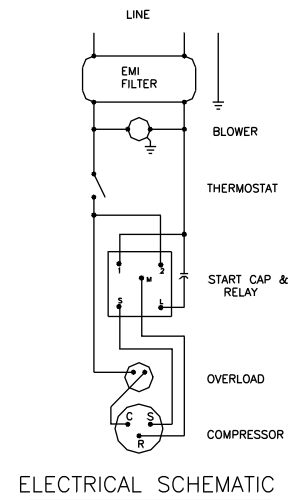 LINE
EMI
FILTER
BLOWER
THERMOSTAT
1 2
M
START CAP &
RELAY
S L
OVERLOAD
C S
R
COMPRESSOR
ELECTRICAL SCHEMATIC